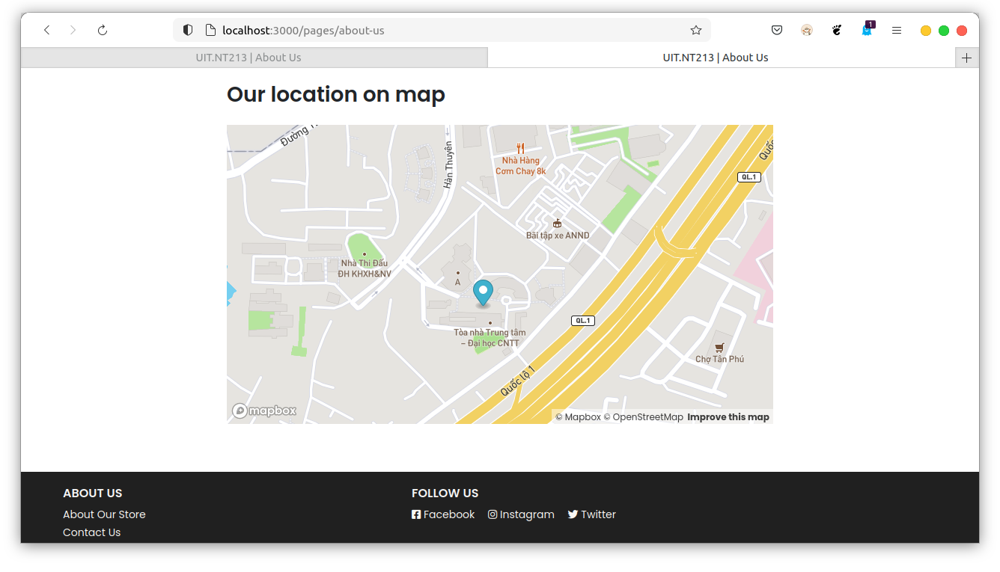 localhost:3000/pages/about-us
1
UIT.NT213 | About Us
UIT.NT213 | About Us
Our location on map
Đường
Hàn Thuyên
Nhà Hàng
Cơm Chay 8k
QL.1
Bãi tập xe ANND
Nhà Thi Đấu
ĐH KHXH&NV
A
QL.1
Tòa nhà Trung tâm
– Đại học CNTT
Chợ Tân Phú
Quốc lộ 1
mapbox
© Mapbox © OpenStreetMap Improve this map
ABOUT US
About Our Store
Contact Us
FOLLOW US
Facebook Instagram Twitter